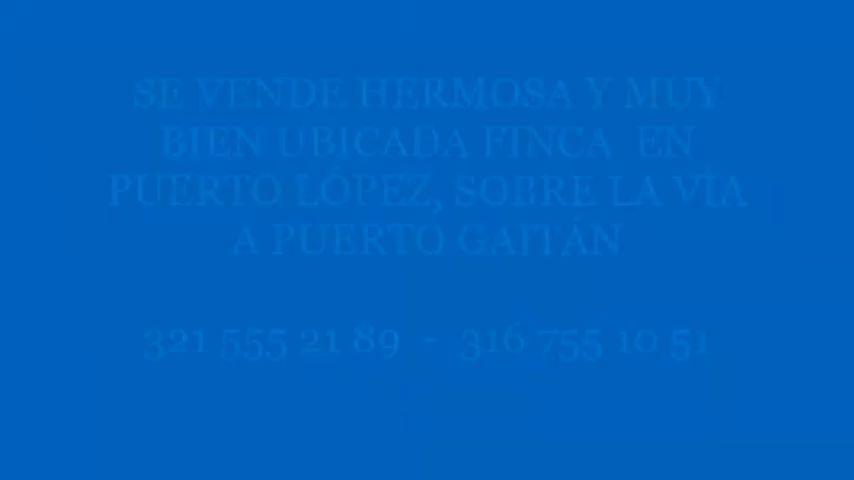 SE VENDE HERMOSA Y MUY
BIEN UBICADA FINCA EN
PUERTO LÓPEZ, SOBRE LA VÍA
A PUERTO GAITÁN
321 555 21 89 - 316 755 10 51